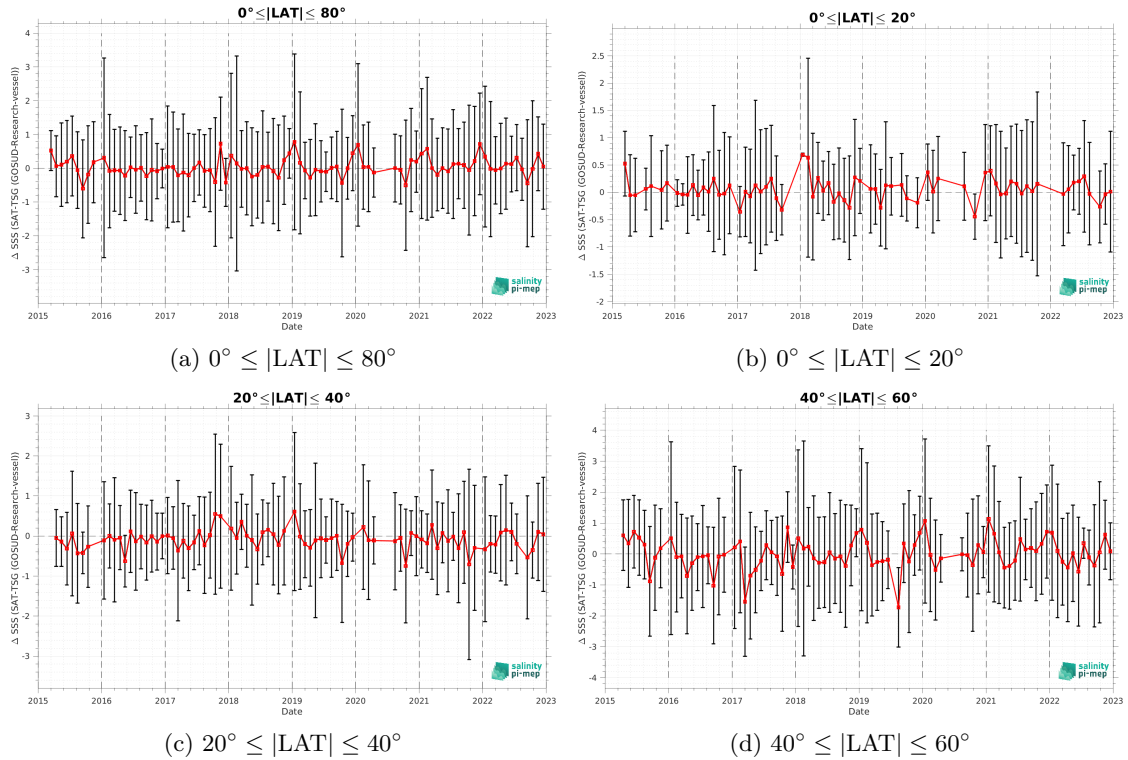 0°≤|LAT|≤ 80°
Δ SSS (SAT-TSG (GOSUD-Research-vessel))
4
3
2
1
0
-1
-2
-3
2015 2016 2017 2018 2019 2020 2021 2022 2023
Date
salinity
pi-mep
(a) 0° ≤ |LAT| ≤ 80°
0°≤|LAT|≤ 20°
Δ SSS (SAT-TSG (GOSUD-Research-vessel))
2.5
2
1.5
1
0.5
0
-0.5
-1
-1.5
-2
2015 2016 2017 2018 2019 2020 2021 2022 2023
Date
salinity
pi-mep
(b) 0° ≤ |LAT| ≤ 20°
20°≤|LAT|≤ 40°
Δ SSS (SAT-TSG (GOSUD-Research-vessel))
3
2
1
0
-1
-2
-3
2015 2016 2017 2018 2019 2020 2021 2022 2023
Date
salinity
pi-mep
(c) 20° ≤ |LAT| ≤ 40°
40°≤|LAT|≤ 60°
Δ SSS (SAT-TSG (GOSUD-Research-vessel))
4
3
2
1
0
-1
-2
-3
-4
2015 2016 2017 2018 2019 2020 2021 2022 2023
Date
salinity
pi-mep
(d) 40° ≤ |LAT| ≤ 60°